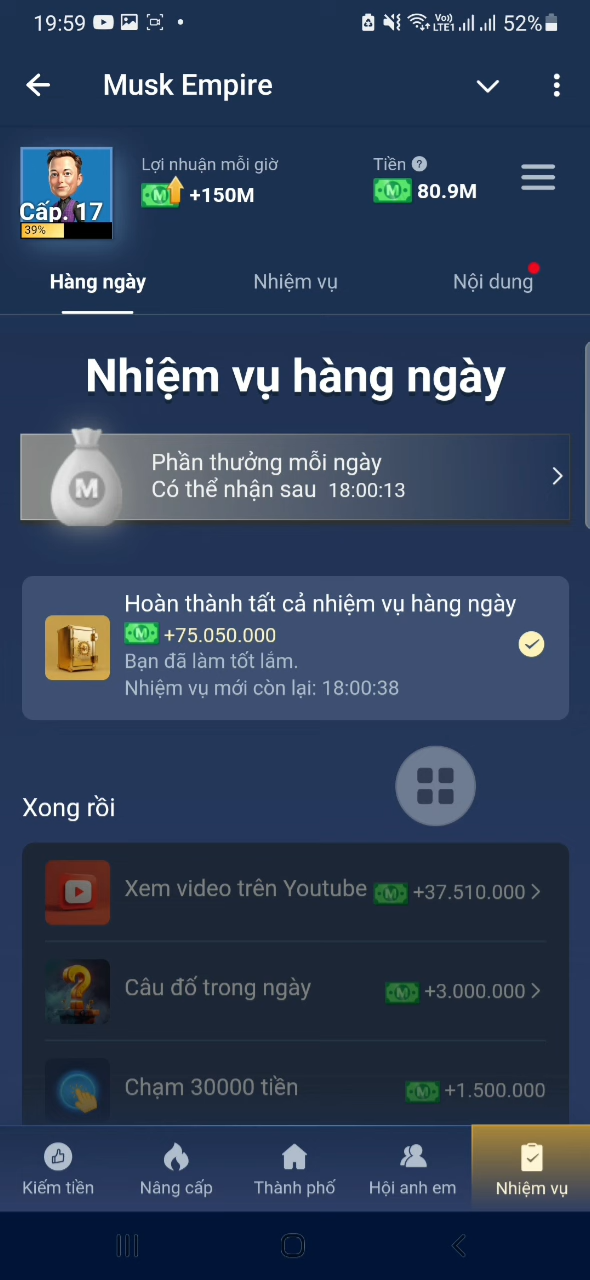 19:59
Voo) LTE1
52%
Musk Empire
Lợi nhuận mỗi giờ
M +150M
Tiền ?
M 80.9M
Cấp. 17
39%
Hàng ngày
Nhiệm vụ
Nội dung
Nhiệm vụ hàng ngày
M
Phần thưởng mỗi ngày
Có thể nhận sau 18:00:13
Hoàn thành tất cả nhiệm vụ hàng ngày
M +75.050.000
Bạn đã làm tốt lắm.
Nhiệm vụ mới còn lại: 18:00:38
Xong rồi
Xem video trên Youtube M +37.510.000
Câu đố trong ngày M +3.000.000
Chạm 30000 tiền M +1.500.000
Kiếm tiền
Nâng cấp
Thành phố
Hội anh em
Nhiệm vụ